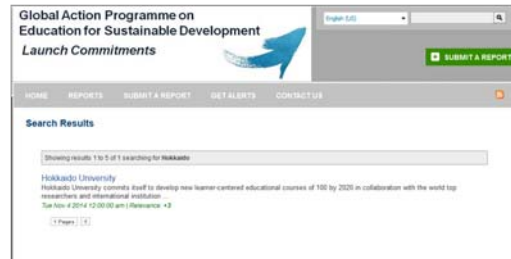 Global Action Programme on
Education for Sustainable Development
Launch Commitments
English (US)
SUBMIT A REPORT
HOME REPORTS SUBMIT A REPORT GET ALERTS CONTACT US
Search Results
Showing results 1 to 5 of 1 searching for Hokkaido
Hokkaido University
Hokkaido University commits itself to develop new learner-centered educational courses of 100 by 2020 in collaboration with the world top
researchers and international institution ...
Tue Nov 4 2014 12:00:00 am | Relevance: +3
1 Pages 1